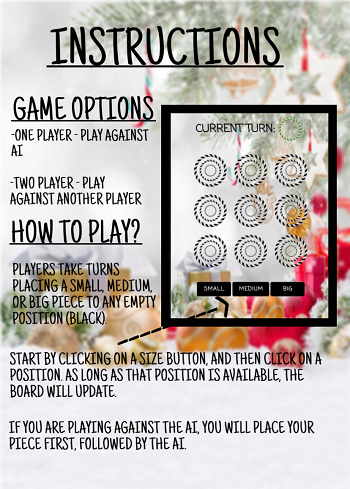 INSTRUCTIONS
GAME OPTIONS
-ONE PLAYER - PLAY AGAINST
AI
-TWO PLAYER - PLAY
AGAINST ANOTHER PLAYER
HOW TO PLAY?
PLAYERS TAKE TURNS
PLACING A SMALL, MEDIUM,
OR BIG PIECE TO ANY EMPTY
POSITION (BLACK).
CURRENT TURN:
SMALL MEDIUM BIG
START BY CLICKING ON A SIZE BUTTON, AND THEN CLICK ON A
POSITION. AS LONG AS THAT POSITION IS AVAILABLE, THE
BOARD WILL UPDATE.
IF YOU ARE PLAYING AGAINST THE AI, YOU WILL PLACE YOUR
PIECE FIRST, FOLLOWED BY THE AI.